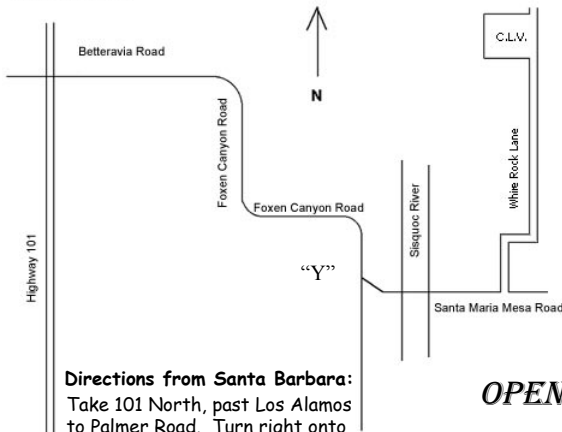 Betteravia Road
C.L.V.
N
Foxen Canyon Road
Foxen Canyon Road
White Rock Lane
Sisquoc River
Highway 101
“Y”
Santa Maria Mesa Road
Directions from Santa Barbara:
Take 101 North, past Los Alamos
to Palmer Road. Turn right onto
OPEN